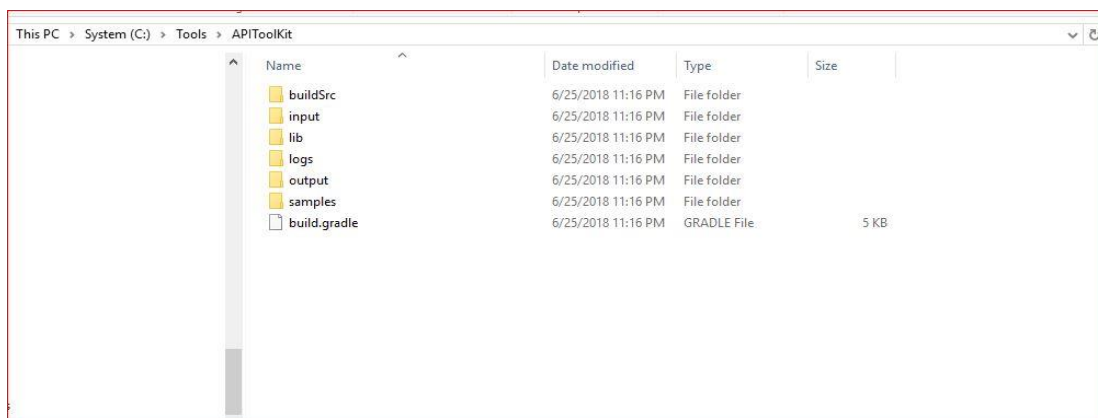 This PC > System (C:) > Tools > APIToolKit
Name Date modified Type Size
buildSrc 6/25/2018 11:16 PM File folder
input 6/25/2018 11:16 PM File folder
lib 6/25/2018 11:16 PM File folder
logs 6/25/2018 11:16 PM File folder
output 6/25/2018 11:16 PM File folder
samples 6/25/2018 11:16 PM File folder
build.gradle 6/25/2018 11:16 PM GRADLE File 5 KB